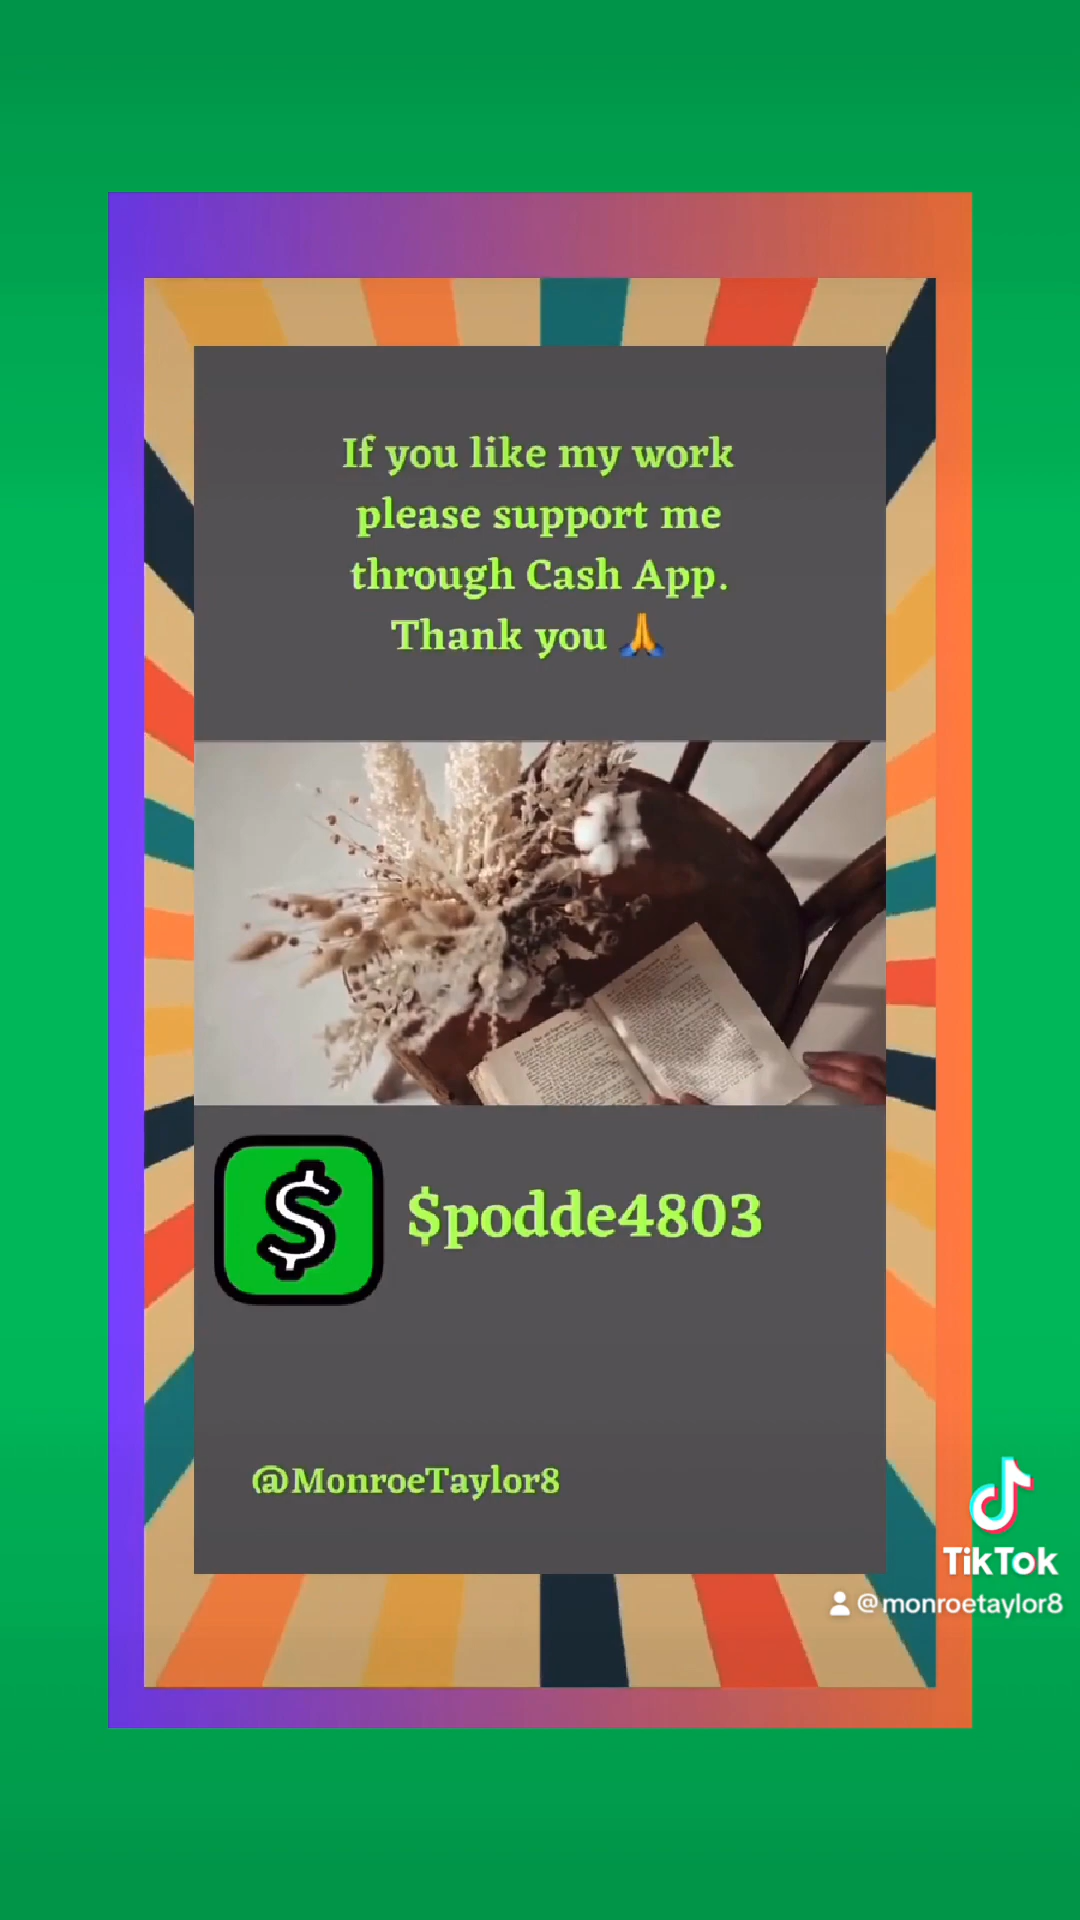 If you like my work
please support me
through Cash App.
Thank you 🙏
$
$podde4803
@MonroeTaylor8
TikTok
@monroetaylor8